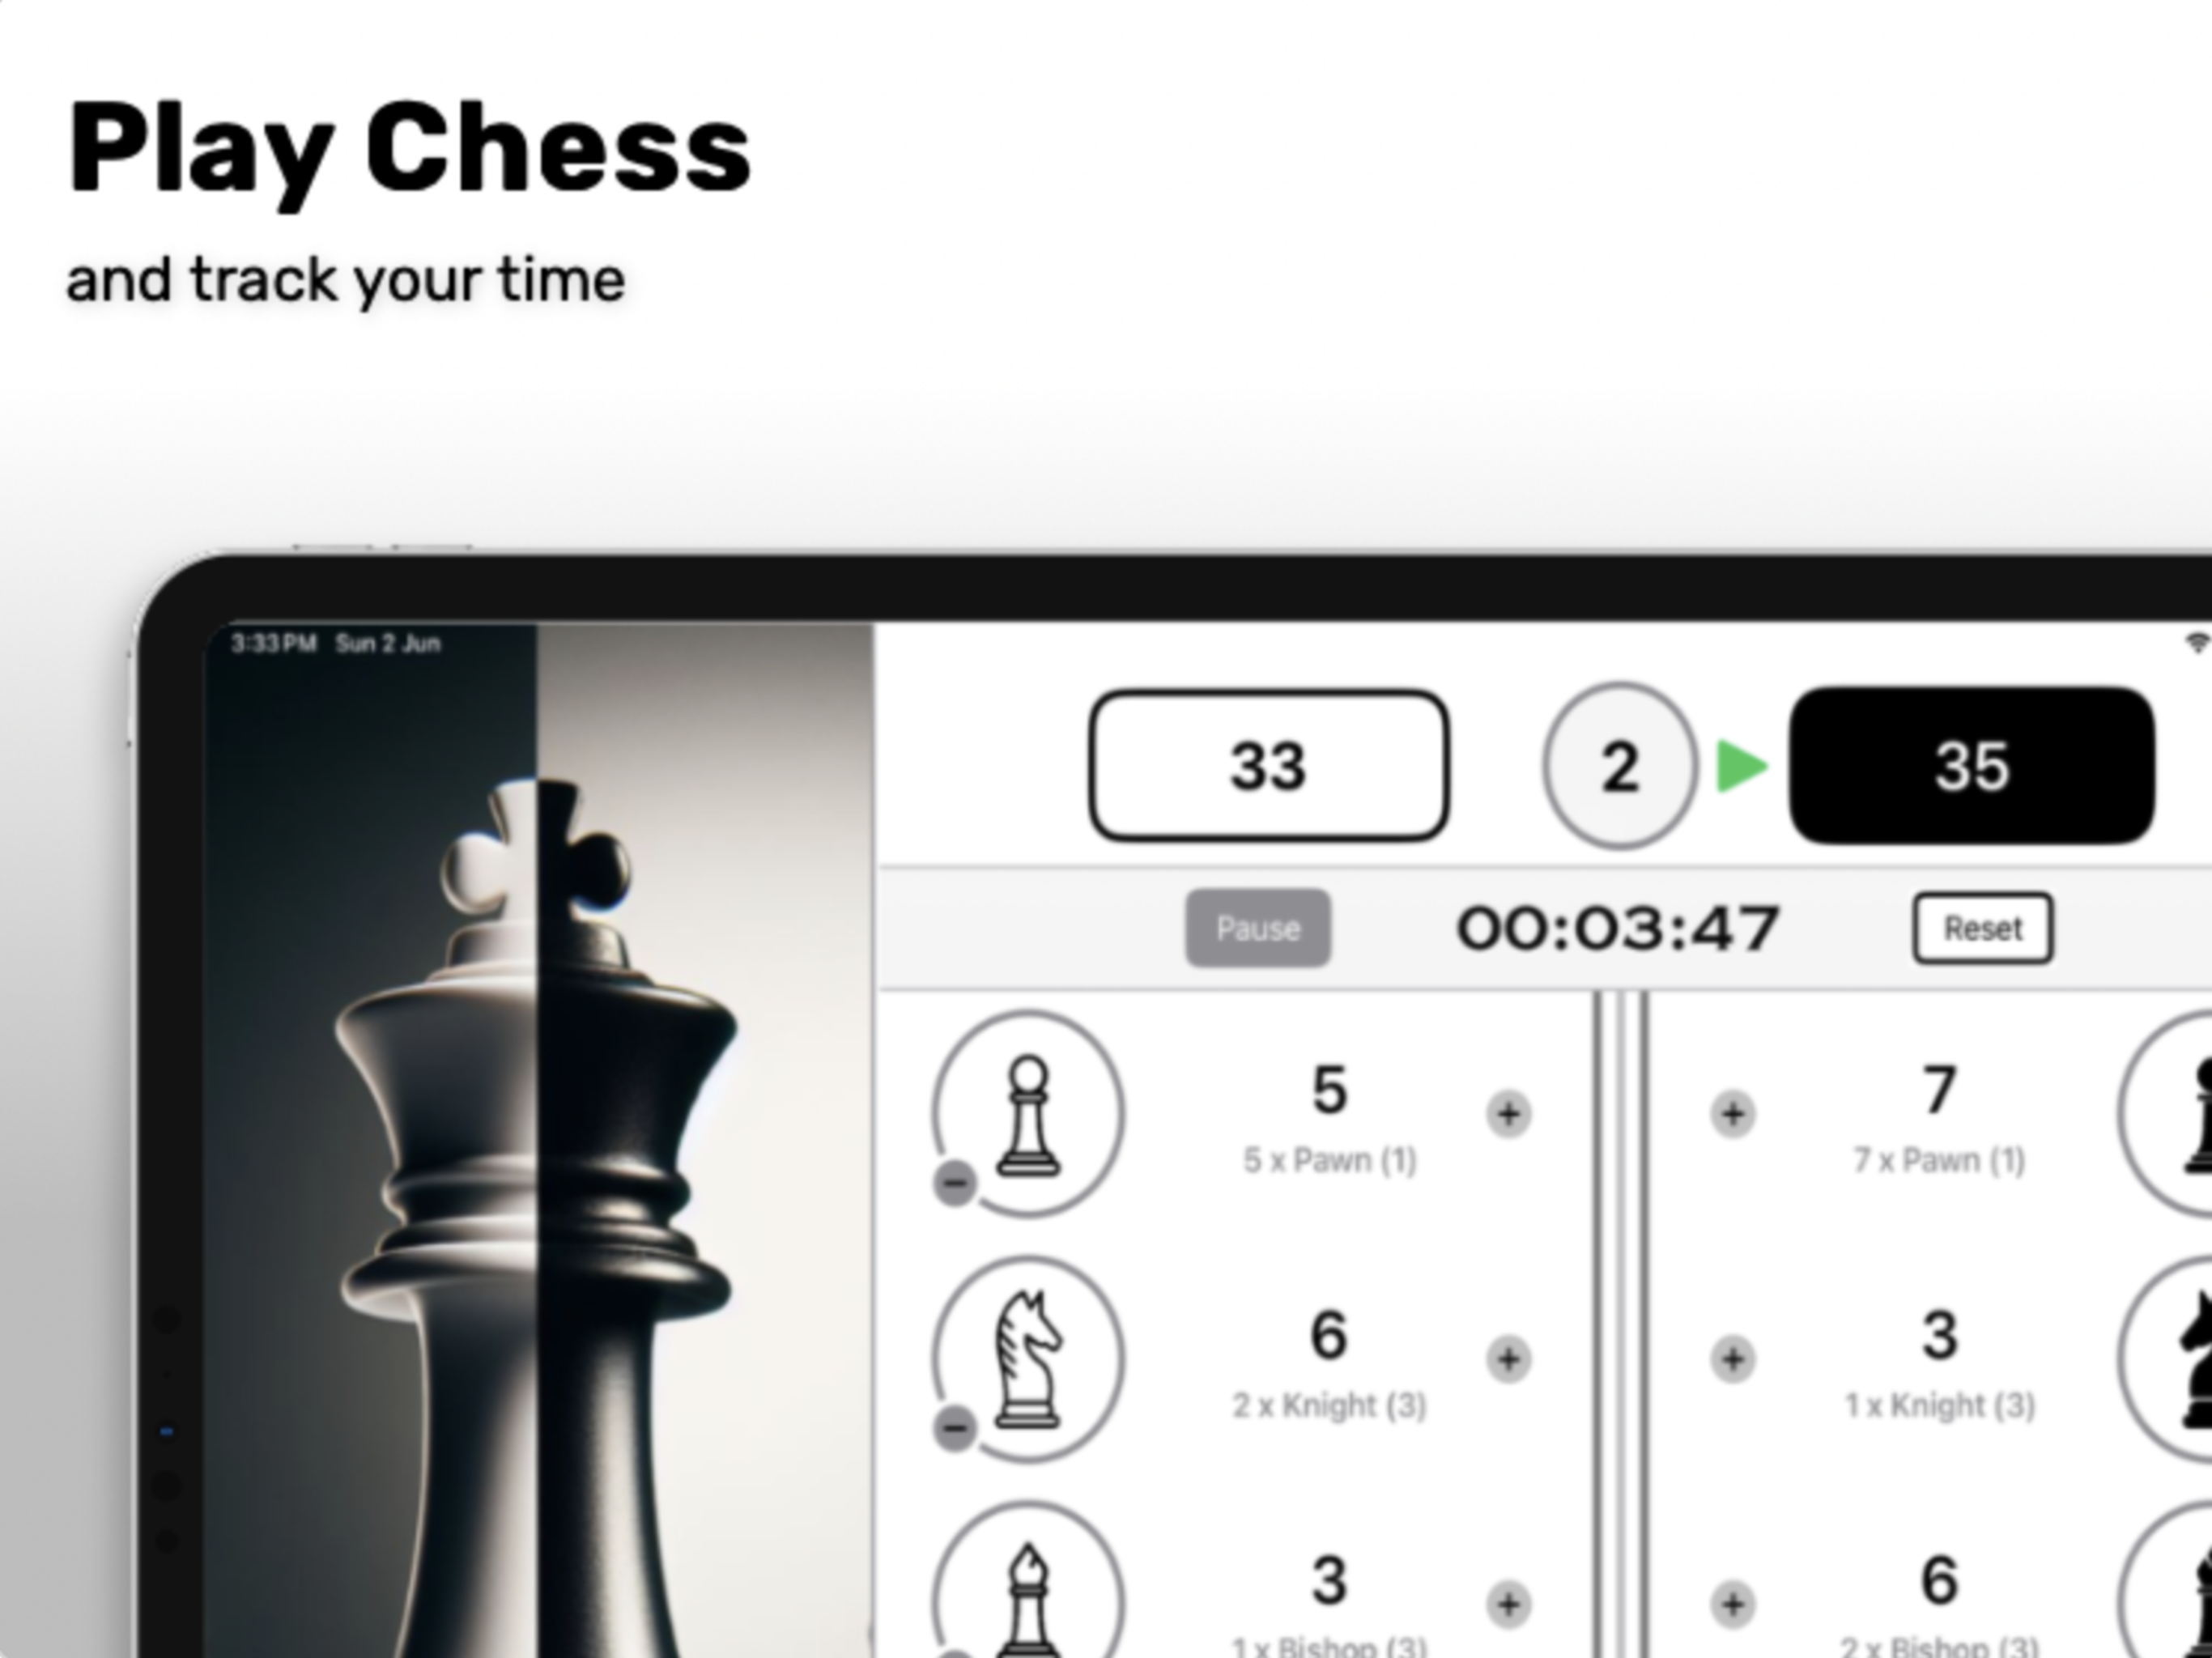 Play Chess
and track your time
3:33 PM Sun 2 Jun
33 2 35
Pause 00:03:47 Reset
5 7
5 x Pawn (1) 7 x Pawn (1)
6 3
2 x Knight (3) 1 x Knight (3)
3 6
1 x Bishop (3) 2 x Bishop (3)